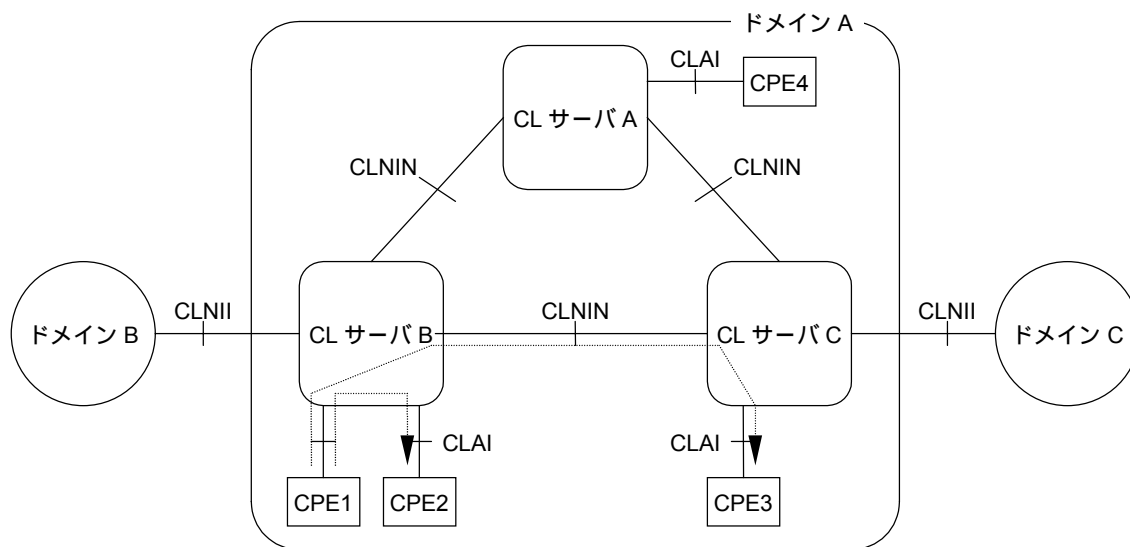 ドメイン A
CLAI
CPE4
CL サーバ A
CLNIN
CLNIN
ドメイン B
CLNII
CL サーバ B
CLNIN
CL サーバ C
CLNII
ドメイン C
CLAI
CLAI
CPE1
CPE2
CPE3